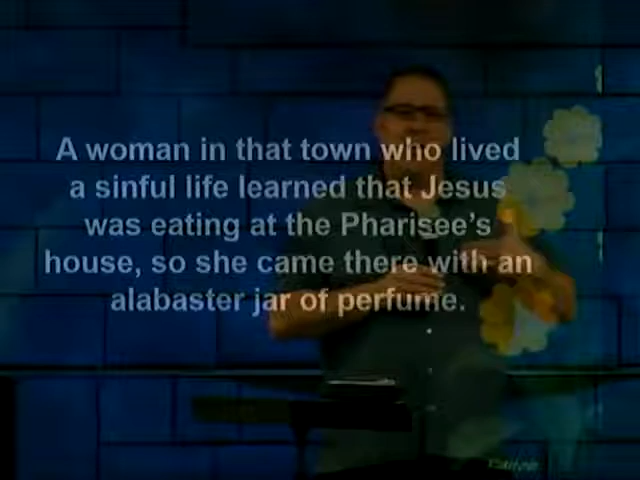 A woman in that town who lived
a sinful life learned that Jesus
was eating at the Pharisee's
house, so she came there with an
alabaster jar of perfume.